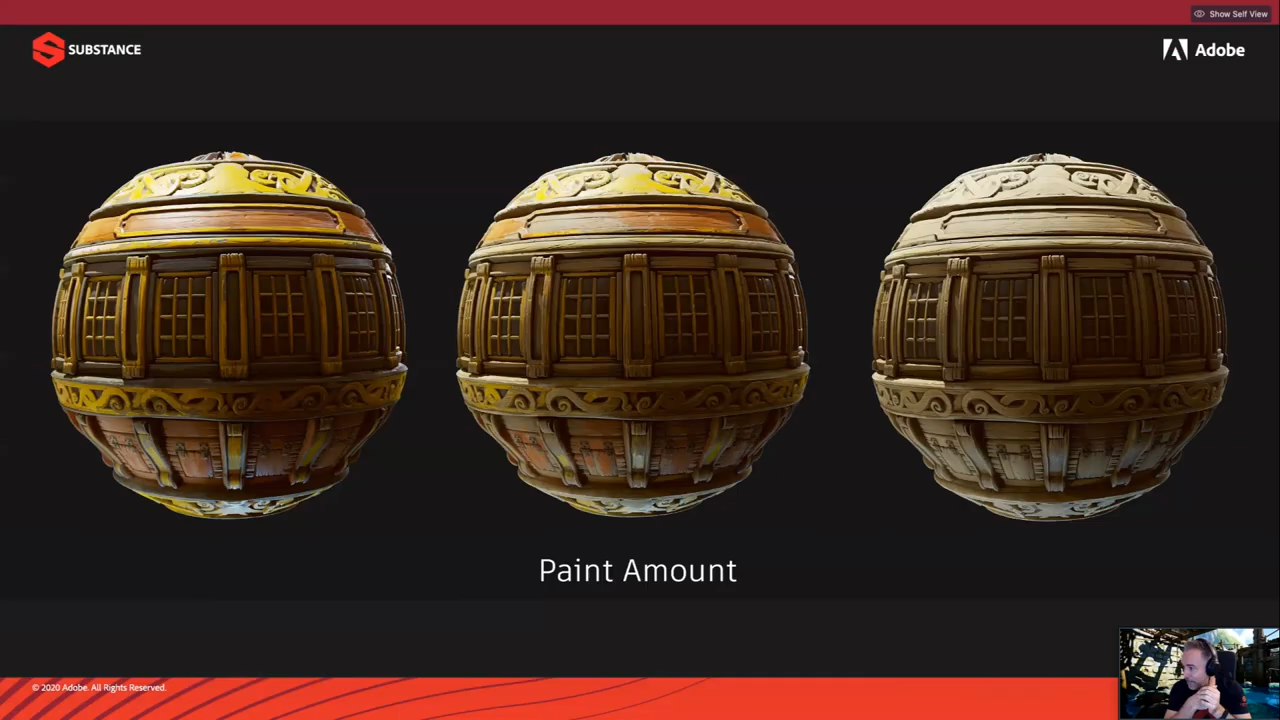 Show Self View
SUBSTANCE
Adobe
Paint Amount
© 2020 Adobe. All Rights Reserved.